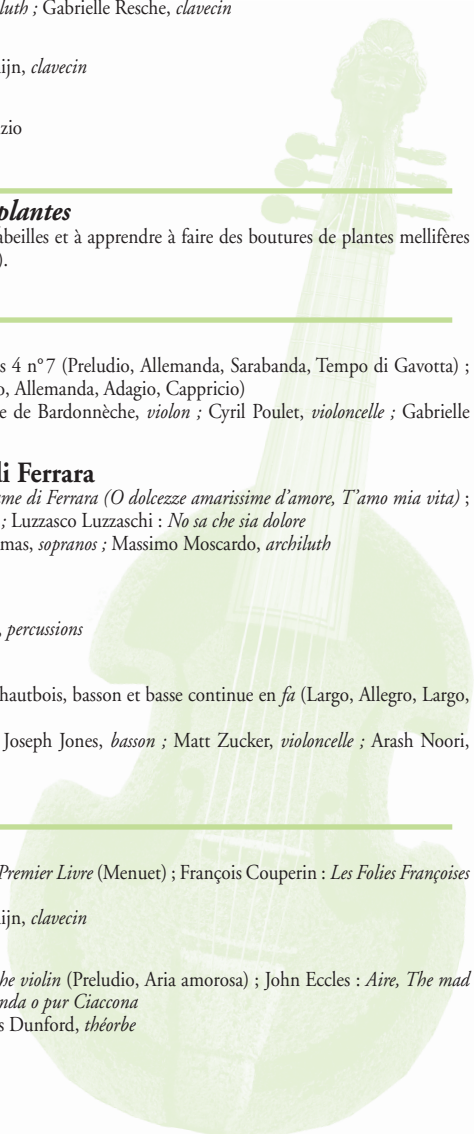 luth ; Gabrielle Resche, clavecin
ijn, clavecin
zio
plantes
abeilles et à apprendre à faire des boutures de plantes mellifères
).
s 4 n° 7 (Preludio, Allemanda, Sarabanda, Tempo di Gavotta) ;
o, Allemanda, Adagio, Cappricio)
e de Bardonnèche, violon ; Cyril Poulet, violoncelle ; Gabrielle
di Ferrara
me di Ferrara (O dolcezze amarissime d'amore, T'amo mia vita) ;
; Luzzasco Luzzaschi : No sa che sia dolore
mas, sopranos ; Massimo Moscardo, archiluth
, percussions
hautbois, basson et basse continue en fa (Largo, Allegro, Largo,
Joseph Jones, basson ; Matt Zucker, violoncelle ; Arash Noori,
Premier Livre (Menuet) ; François Couperin : Les Folies Françoises
ijn, clavecin
he violin (Preludio, Aria amorosa) ; John Eccles : Aire, The mad
nda o pur Ciaccona
s Dunford, théorbe